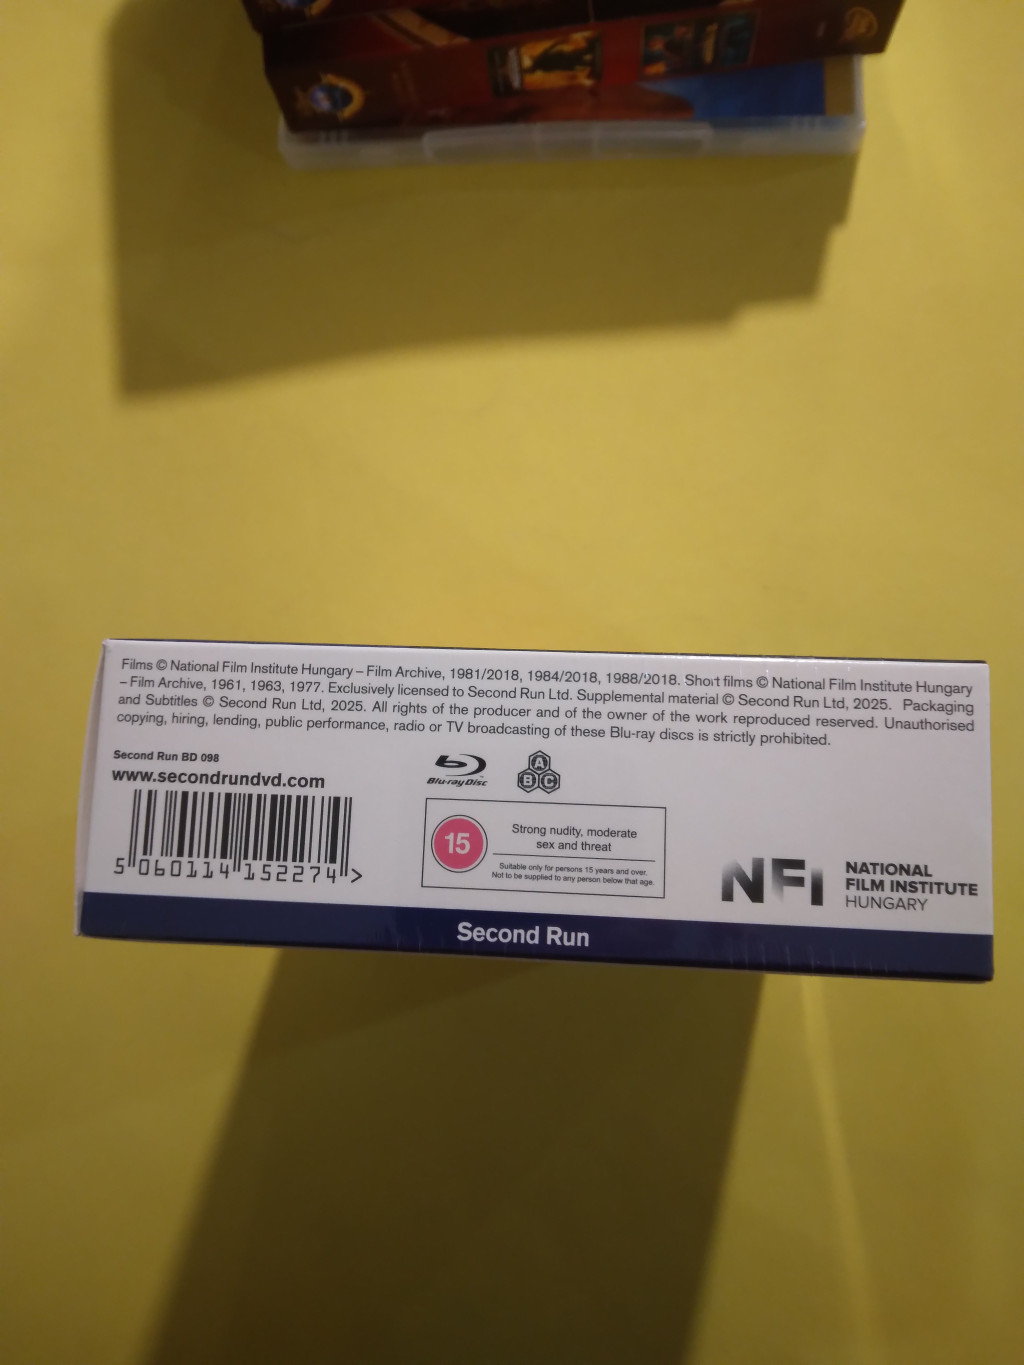 Films © National Film Institute Hungary – Film Archive, 1981/2018, 1984/2018, 1988/2018. Short films © National Film Institute Hungary
– Film Archive, 1961, 1963, 1977. Exclusively licensed to Second Run Ltd. Supplemental material © Second Run Ltd, 2025. Packaging
and Subtitles © Second Run Ltd, 2025. All rights of the producer and of the owner of the work reproduced reserved. Unauthorised
copying, hiring, lending, public performance, radio or TV broadcasting of these Blu-ray discs is strictly prohibited.
Second Run BD 098
www.secondrundvd.com
5 060114 152274 >
Blu-ray Disc
A
B C
15
Strong nudity, moderate
sex and threat
Suitable only for persons 15 years and over.
Not to be supplied to any person below that age.
NFI
NATIONAL
FILM INSTITUTE
HUNGARY
Second Run